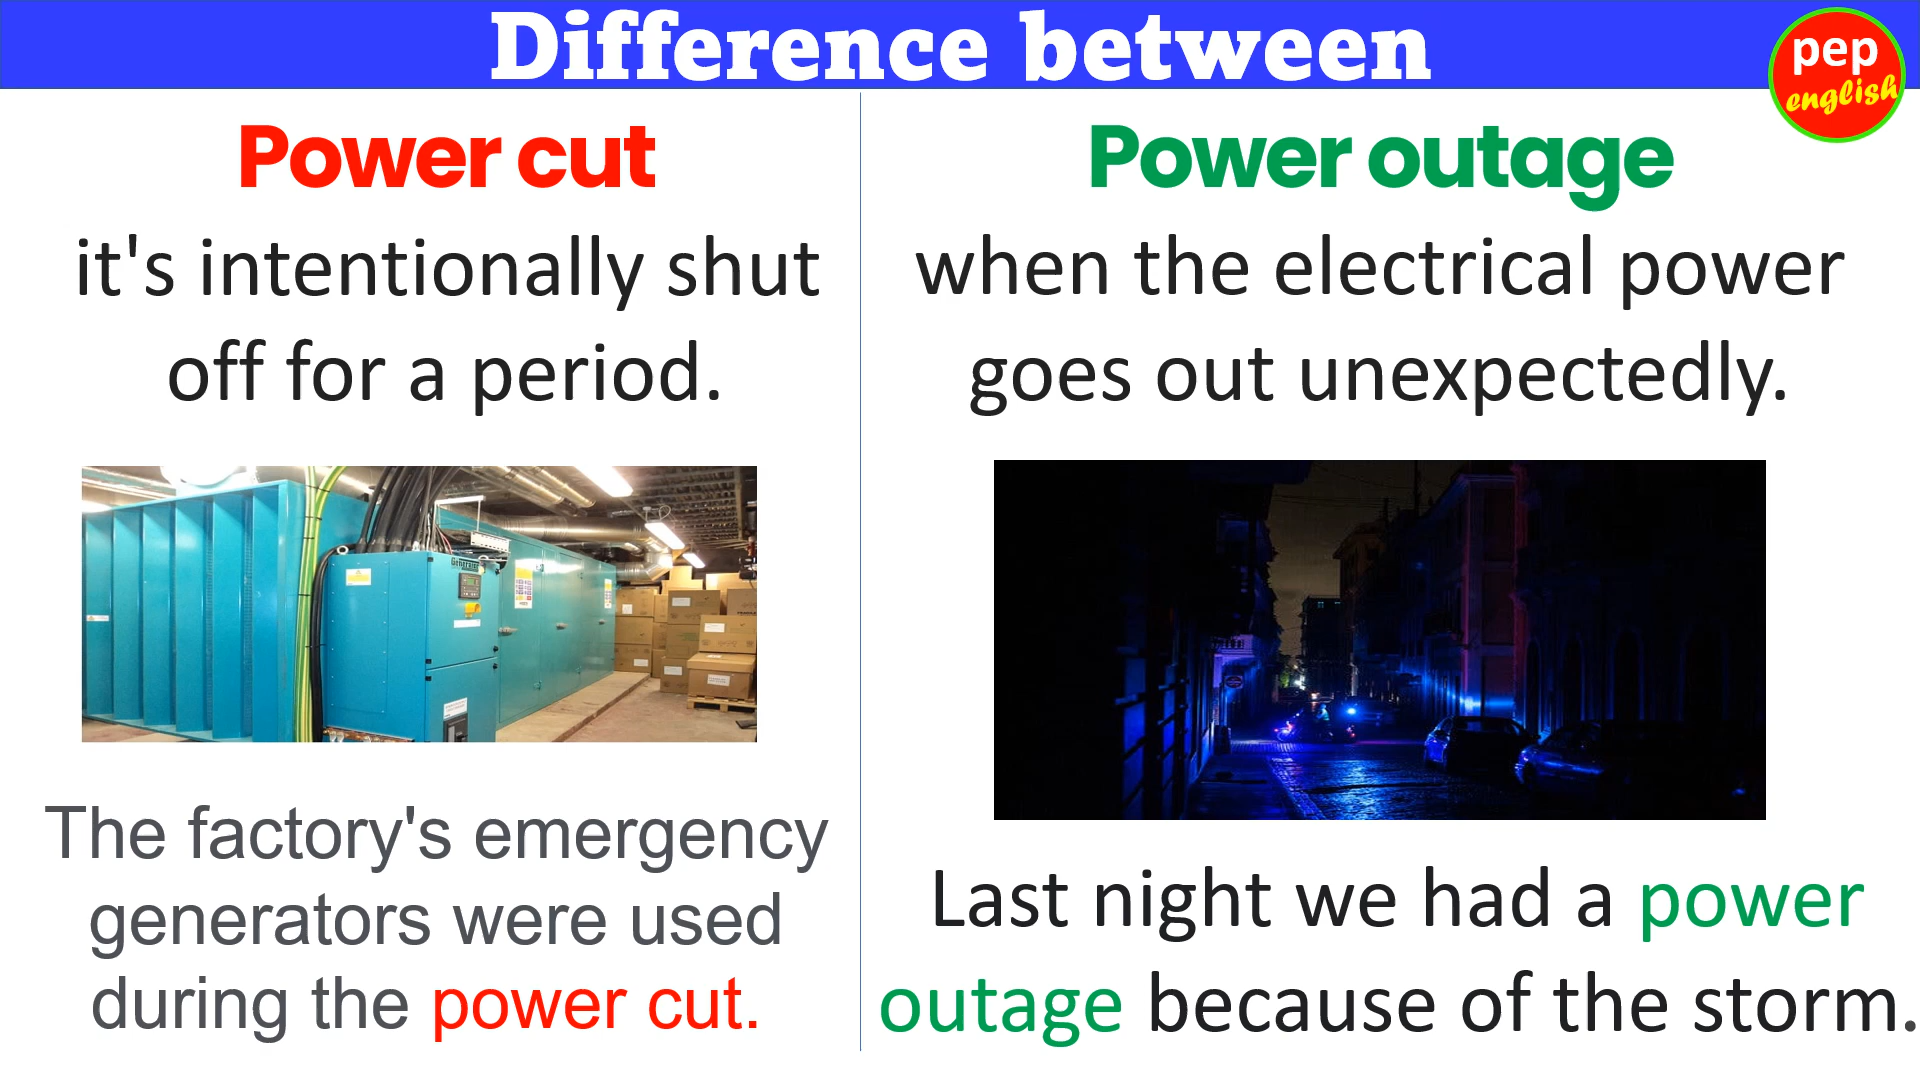 Difference between
pep
english
Power cut
it's intentionally shut
off for a period.
The factory's emergency
generators were used
during the power cut.
Power outage
when the electrical power
goes out unexpectedly.
Last night we had a power
outage because of the storm.